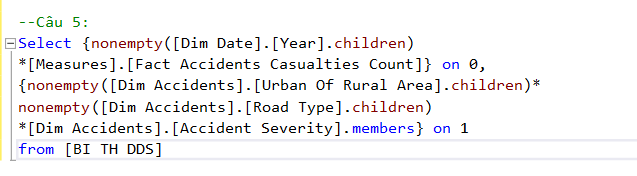 --Câu 5:
Select {nonempty([Dim Date].[Year].children)
*[Measures].[Fact Accidents Casualties Count]} on 0,
{nonempty([Dim Accidents].[Urban Of Rural Area].children)*
nonempty([Dim Accidents].[Road Type].children)
*[Dim Accidents].[Accident Severity].members} on 1
from [BI TH DDS]